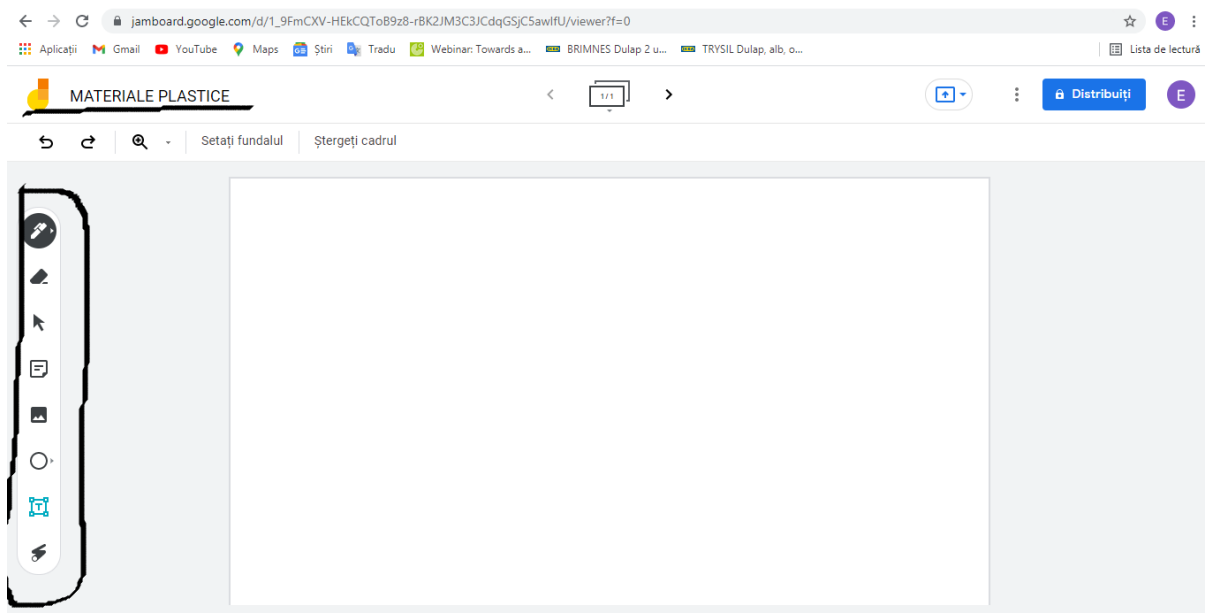 jamboard.google.com/d/1_9FmCXV-HEkCQToB9z8-rBK2JM3C3JCdqGSjC5awlfU/viewer?f=0
E
Aplicații Gmail YouTube Maps Știri Tradu Webinar: Towards a... BRIMNES Dulap 2 u... TRYSIL Dulap, alb, o... Lista de lectură
MATERIALE PLASTICE
1/1
Distribuiți
E
Setați fundalul Ștergeți cadrul
T